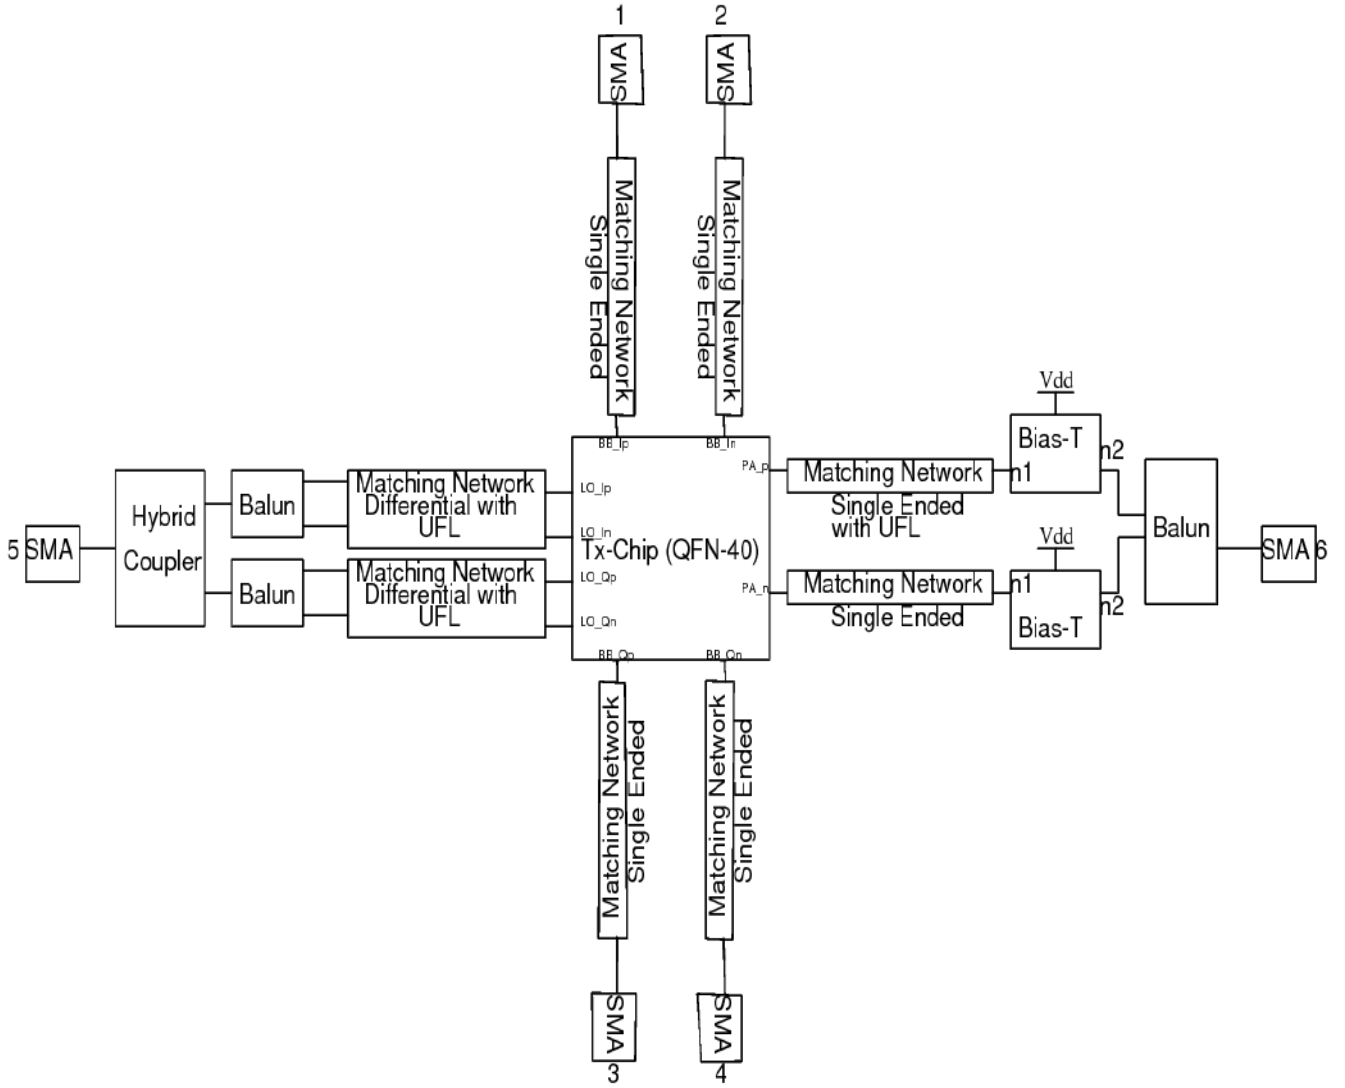 1
2
SMA
SMA
Matching Network
Single Ended
Matching Network
Single Ended
Vdd
Bias-T
n2
n1
BB_Ip
BB_In
PA_p
Matching Network
Single Ended
with UFL
Hybrid
Coupler
Balun
Matching Network
Differential with
UFL
LO_Ip
LO_In
Tx-Chip (QFN-40)
Balun
5 SMA
SMA 6
Vdd
Balun
Matching Network
Differential with
UFL
LO_Qp
LO_Qn
PA_n
Matching Network
Single Ended
n1
n2
Bias-T
BB_Qp
BB_Qn
Matching Network
Single Ended
Matching Network
Single Ended
SMA
SMA
3
4